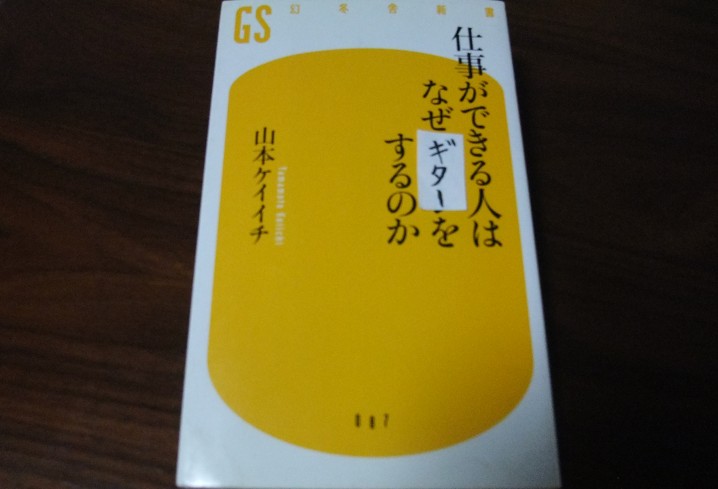 GS
幻冬舎新書
仕事ができる人は
なぜギターを
するのか
山本ケイイチ
Yamamoto Keiichi
087